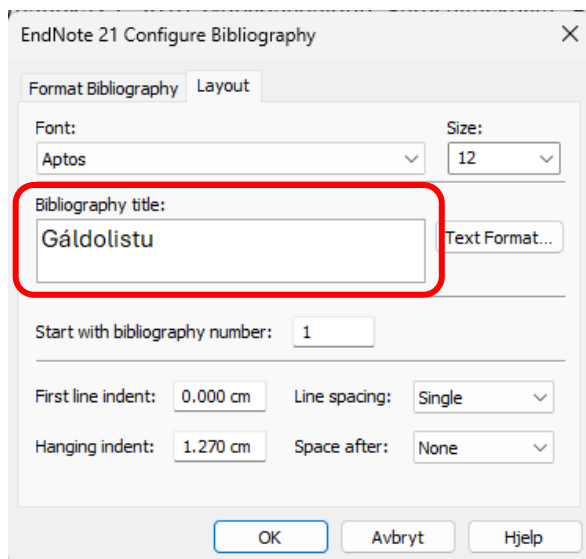 EndNote 21 Configure Bibliography
Format Bibliography Layout
Font: Size:
Aptos 12
Bibliography title:
Gáldolistu
Text Format...
Start with bibliography number: 1
First line indent: 0.000 cm Line spacing: Single
Hanging indent: 1.270 cm Space after: None
OK Avbryt Hjelp